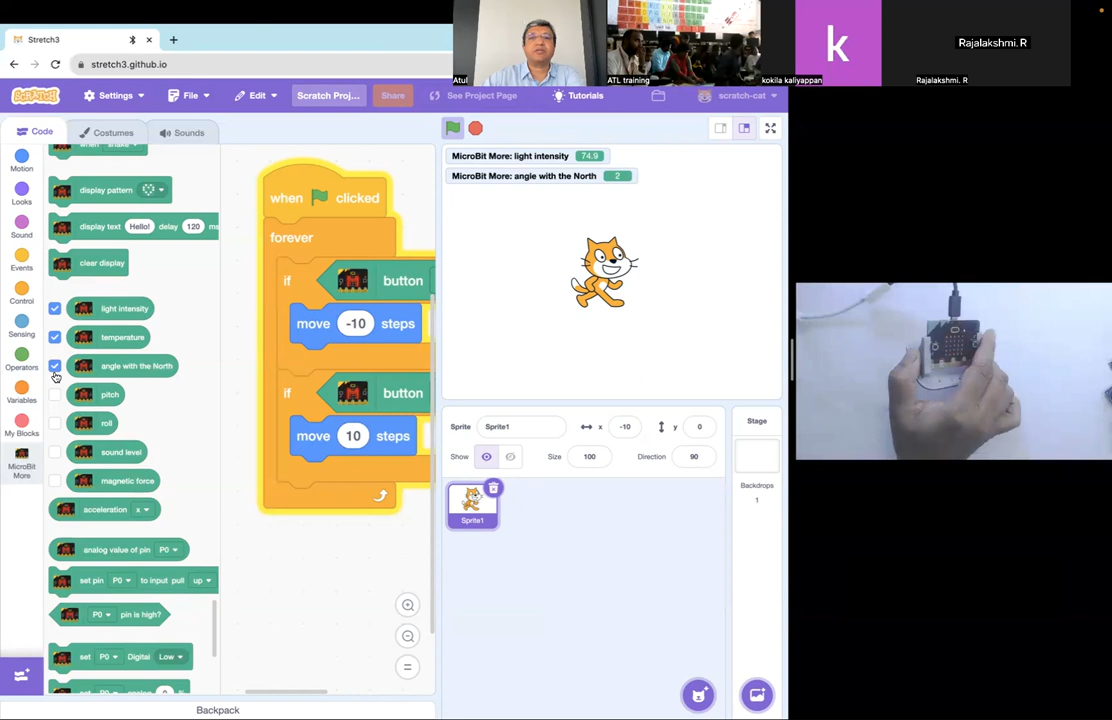 Stretch3
stretch3.github.io
Atul
ATL training
kokila kaliyappan
k
Rajalakshmi.R
Rajalakshmi. R
SCRATCH
Settings
File
Edit
Scratch Proj...
Share
See Project Page
Tutorials
scratch-cat
Code
Costumes
Sounds
Motion
Looks
Sound
Events
Control
Sensing
Operators
Variables
My Blocks
MicroBit
More
display pattern
display text Hello! delay 120 ms
clear display
light intensity
temperature
angle with the North
pitch
roll
sound level
magnetic force
acceleration x
analog value of pin P0
set pin P0 to input pull up
P0 pin is high?
set P0 Digital Low
when clicked
forever
if button
move -10 steps
if button
move 10 steps
MicroBit More: light intensity 74.9
MicroBit More: angle with the North 2
Sprite Sprite1 x -10 y 0
Show Size 100 Direction 90
Sprite1
Stage
Backdrops
1
Backpack